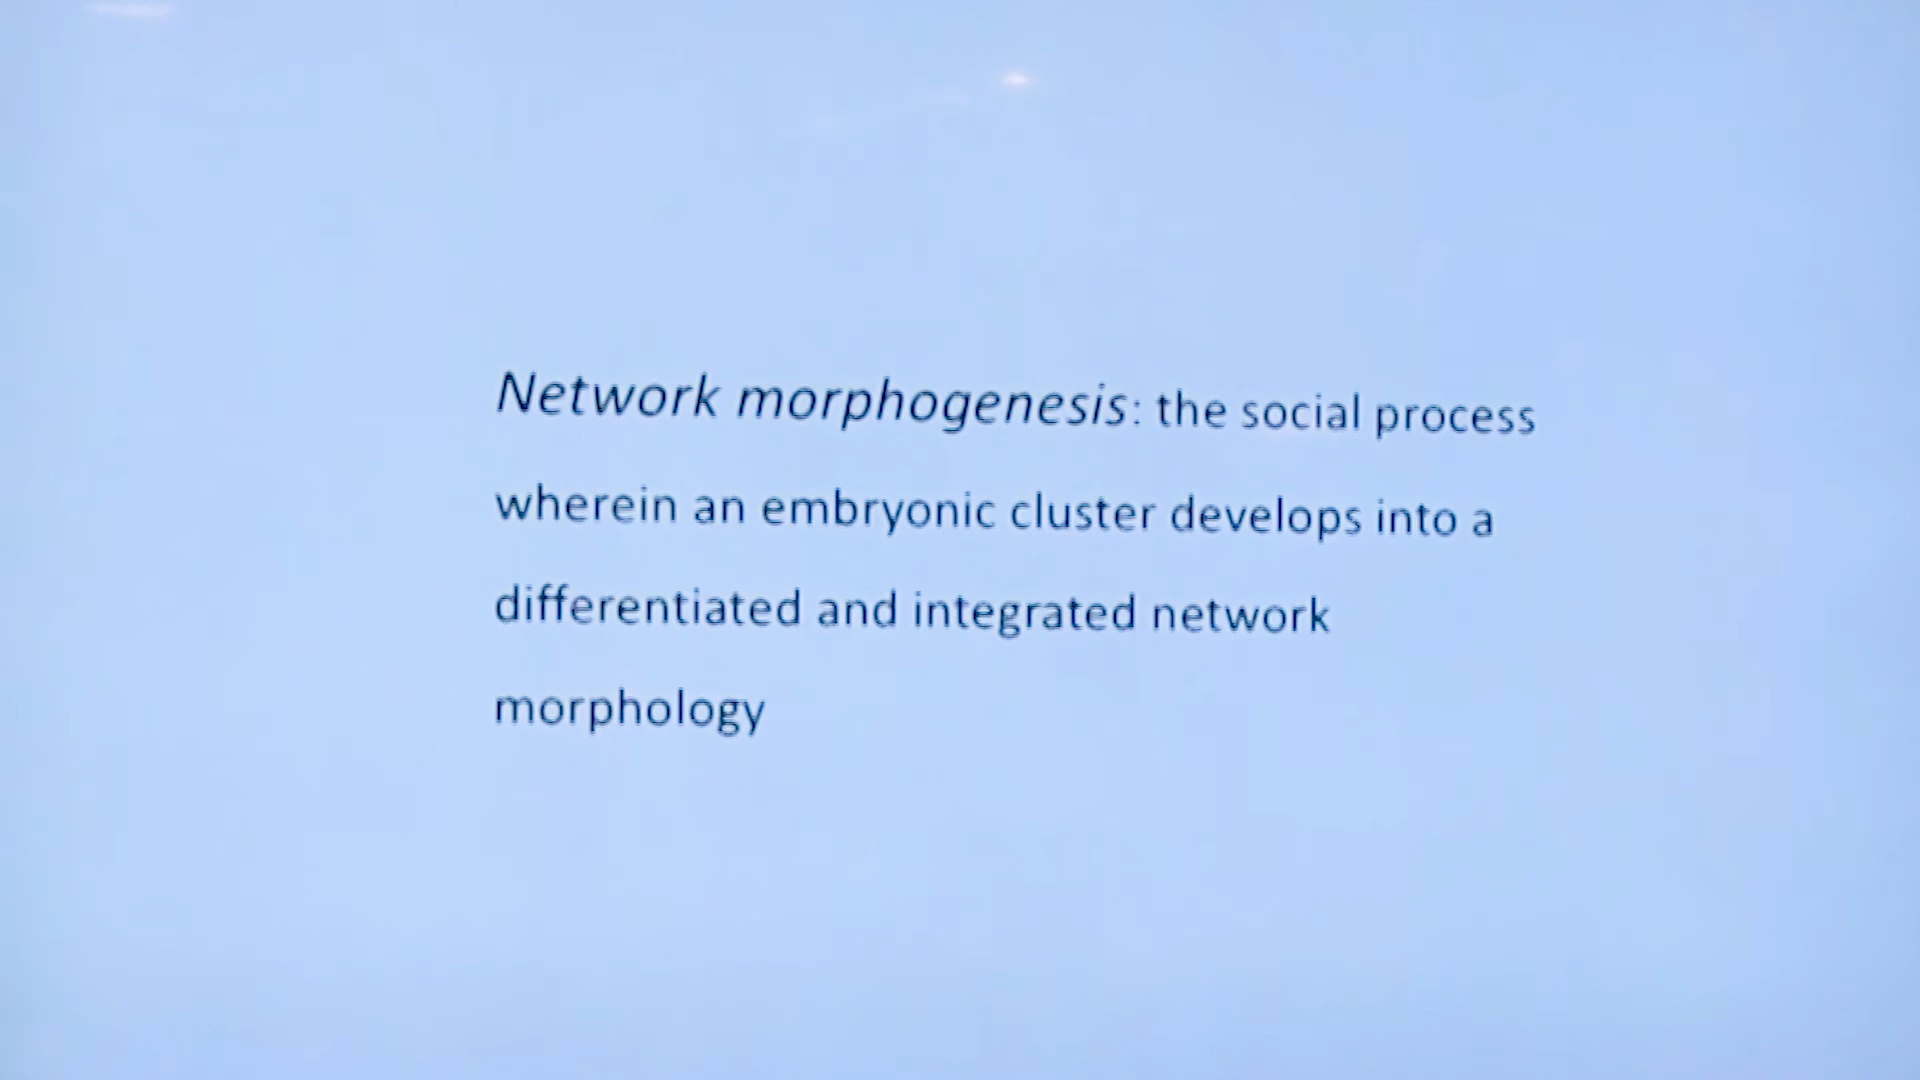 Network morphogenesis: the social process
wherein an embryonic cluster develops into a
differentiated and integrated network
morphology